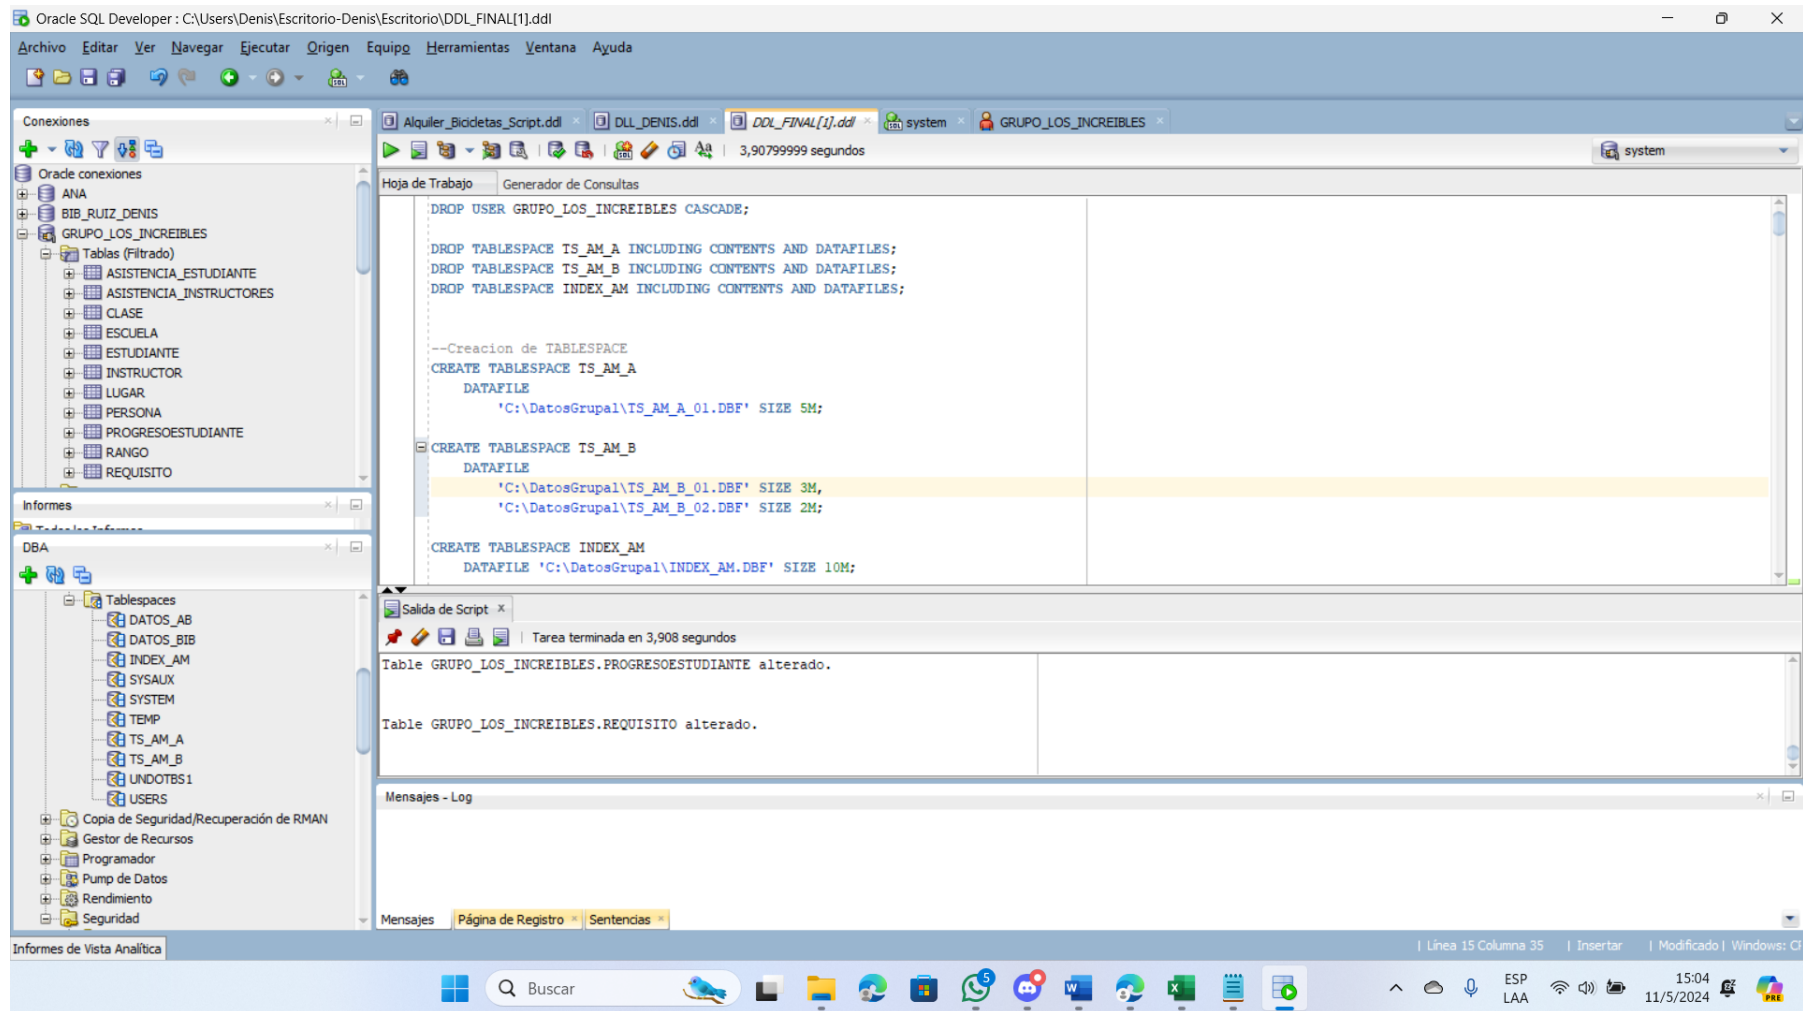 Oracle SQL Developer : C:\Users\Denis\Escritorio-Denis\Escritorio\DDL_FINAL[1].ddl
Archivo Editar Ver Navegar Ejecutar Origen Equipo Herramientas Ventana Ayuda
Conexiones
Oracle conexiones
ANA
BIB_RUIZ_DENIS
GRUPO_LOS_INCREIBLES
Tablas (Filtrado)
ASISTENCIA_ESTUDIANTE
ASISTENCIA_INSTRUCTORES
CLASE
ESCUELA
ESTUDIANTE
INSTRUCTOR
LUGAR
PERSONA
PROGRESOESTUDIANTE
RANGO
REQUISITO
Informes
Todos los Informes
DBA
Tablespaces
DATOS_AB
DATOS_BIB
INDEX_AM
SYSAUX
SYSTEM
TEMP
TS_AM_A
TS_AM_B
UNDOTBS1
USERS
Copia de Seguridad/Recuperación de RMAN
Gestor de Recursos
Programador
Pump de Datos
Rendimiento
Seguridad
Informes de Vista Analítica
Alquiler_Bicicletas_Script.ddl DLL_DENIS.ddl DDL_FINAL[1].ddl system GRUPO_LOS_INCREIBLES
3,90799999 segundos
system
Hoja de Trabajo Generador de Consultas
DROP USER GRUPO_LOS_INCREIBLES CASCADE;
DROP TABLESPACE TS_AM_A INCLUDING CONTENTS AND DATAFILES;
DROP TABLESPACE TS_AM_B INCLUDING CONTENTS AND DATAFILES;
DROP TABLESPACE INDEX_AM INCLUDING CONTENTS AND DATAFILES;
--Creacion de TABLESPACE
CREATE TABLESPACE TS_AM_A
DATAFILE
'C:\DatosGrupal\TS_AM_A_01.DBF' SIZE 5M;
CREATE TABLESPACE TS_AM_B
DATAFILE
'C:\DatosGrupal\TS_AM_B_01.DBF' SIZE 3M,
'C:\DatosGrupal\TS_AM_B_02.DBF' SIZE 2M;
CREATE TABLESPACE INDEX_AM
DATAFILE 'C:\DatosGrupal\INDEX_AM.DBF' SIZE 10M;
Salida de Script
Tarea terminada en 3,908 segundos
Table GRUPO_LOS_INCREIBLES.PROGRESOESTUDIANTE alterado.
Table GRUPO_LOS_INCREIBLES.REQUISITO alterado.
Mensajes - Log
Mensajes Página de Registro Sentencias
Línea 15 Columna 35 | Insertar | Modificado | Windows: CR
Buscar
5
ESP
LAA
15:04
11/5/2024
PRE